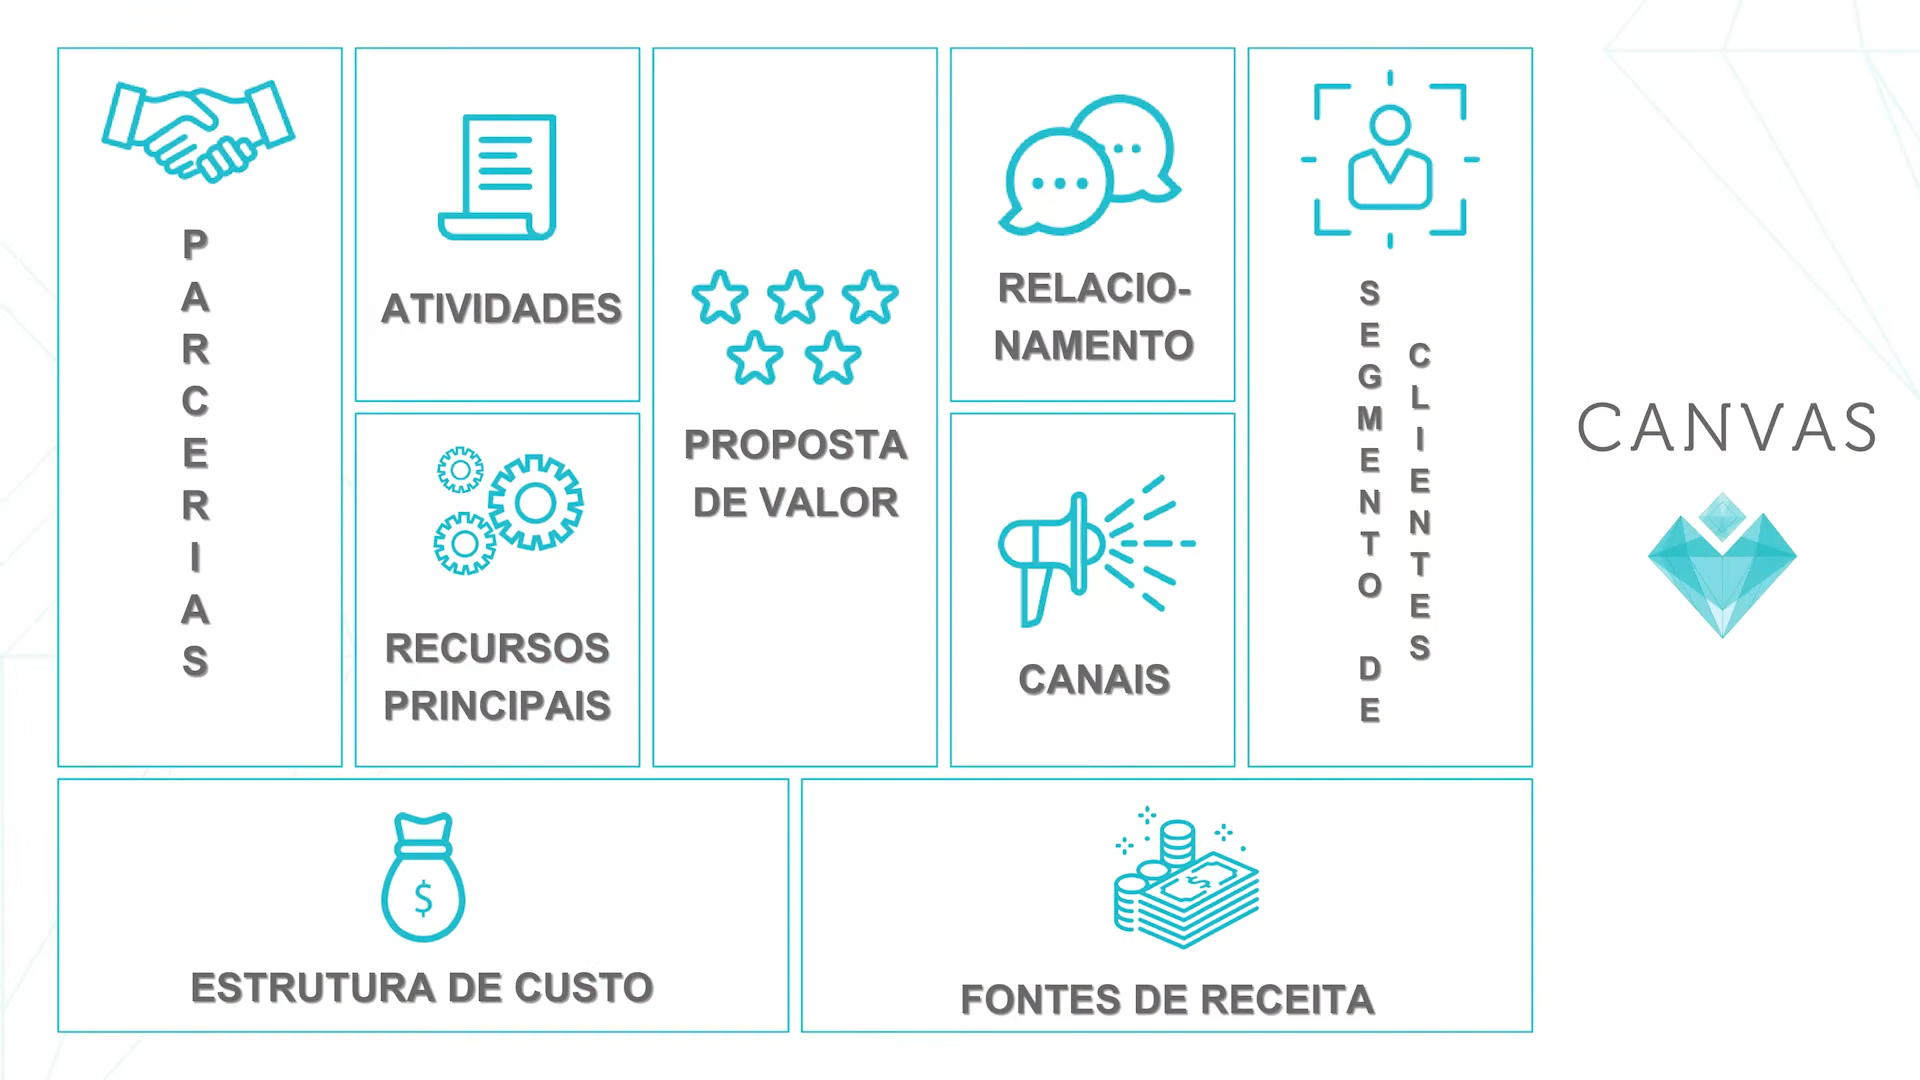 PARCERIAS
ATIVIDADES
RECURSOS
PRINCIPAIS
PROPOSTA
DE VALOR
RELACIO-
NAMENTO
CANAIS
SEGMENTO DE
CLIENTES
CANVAS
$
ESTRUTURA DE CUSTO
$
FONTES DE RECEITA